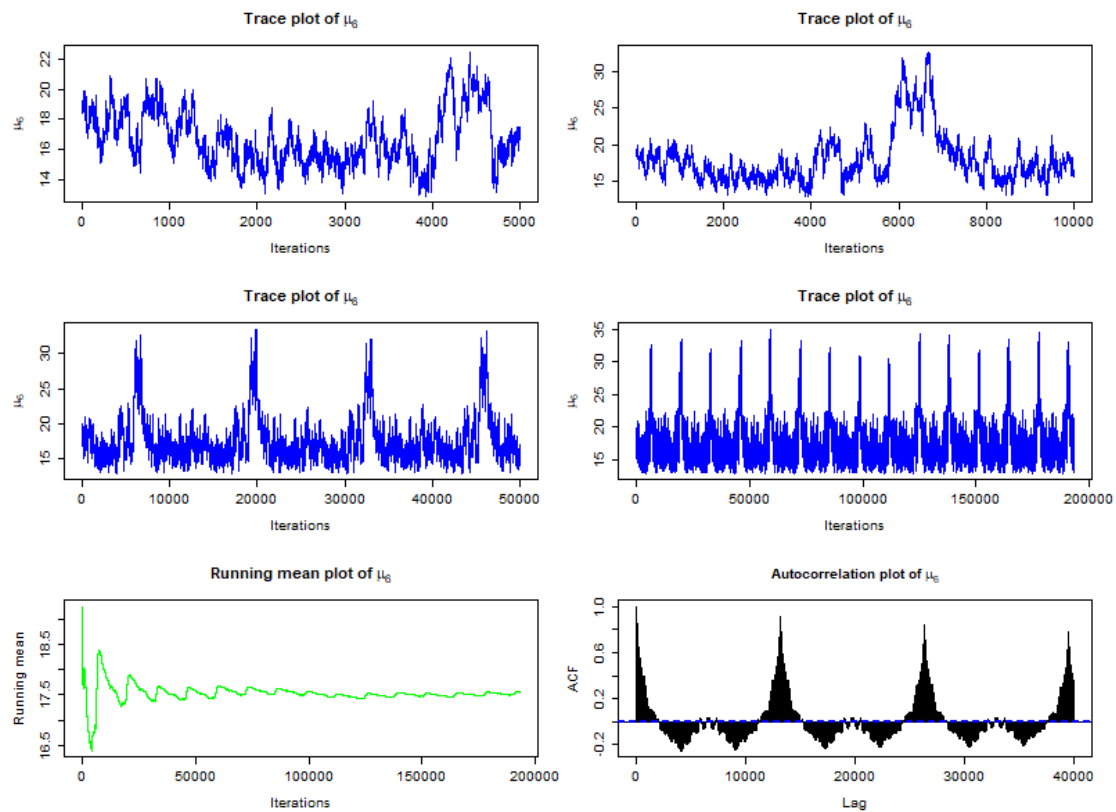 Trace plot of μ₆
μ₆
22
20
18
16
14
0 1000 2000 3000 4000 5000
Iterations
Trace plot of μ₆
μ₆
30
25
20
15
0 2000 4000 6000 8000 10000
Iterations
Trace plot of μ₆
μ₆
30
25
20
15
0 10000 20000 30000 40000 50000
Iterations
Trace plot of μ₆
μ₆
35
30
25
20
15
0 50000 100000 150000 200000
Iterations
Running mean plot of μ₆
Running mean
18.5
17.5
16.5
0 50000 100000 150000 200000
Iterations
Autocorrelation plot of μ₆
ACF
1.0
0.6
0.2
-0.2
0 10000 20000 30000 40000
Lag